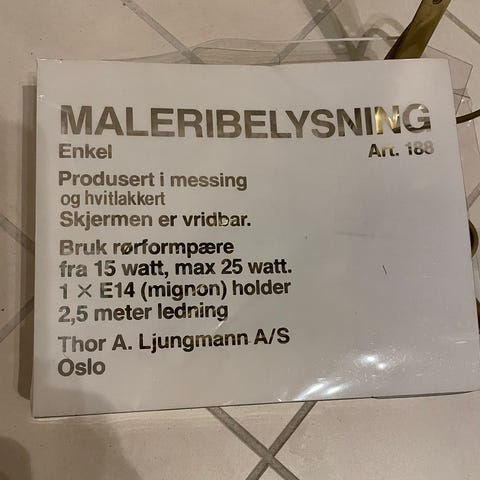 MALERIBELYSNING
Enkel Art. 188
Produsert i messing
og hvitlakkert
Skjermen er vridbar.
Bruk rørformpære
fra 15 watt, max 25 watt.
1 × E14 (mignon) holder
2,5 meter ledning
Thor A. Ljungmann A/S
Oslo